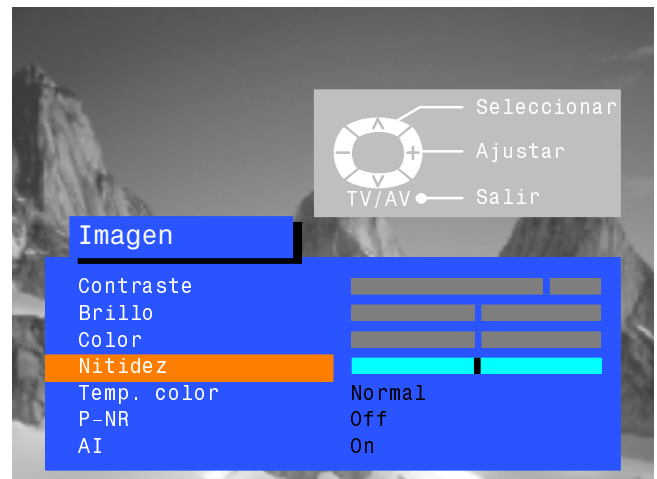 Seleccionar
Ajustar
TV/AV Salir
Imagen
Contraste
Brillo
Color
Nitidez
Temp. color Normal
P-NR Off
AI On